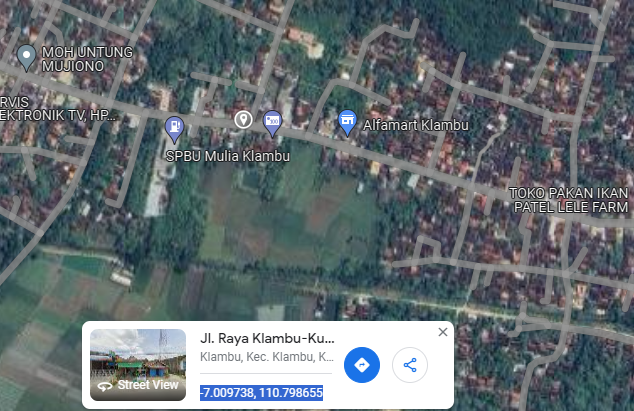 MOH UNTUNG
MUJIONO
RVIS
EKTRONIK TV, HP...
Alfamart Klambu
SPBU Mulia Klambu
TOKO PAKAN IKAN
PATEL LELE FARM
Jl. Raya Klambu-Ku...
Klambu, Kec. Klambu, K...
Street View
-7.009738, 110.798655